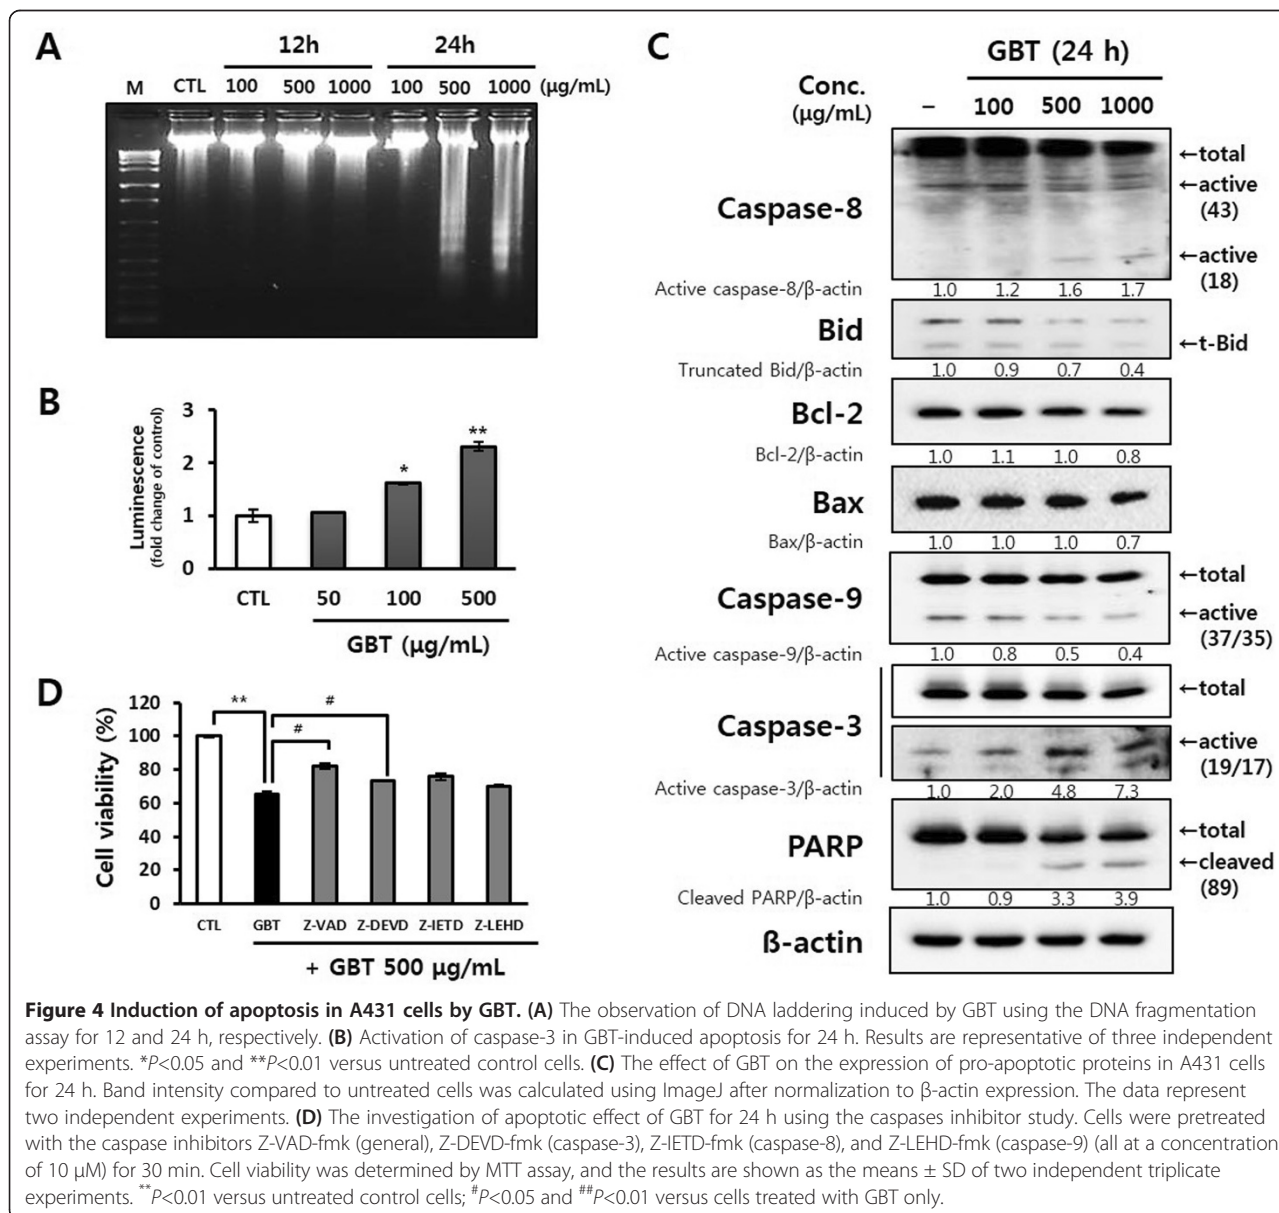 A
12h
24h
M
CTL
100
500
1000
100
500
1000
(μg/mL)
B
Luminescence
(fold change of control)
3
2
1
0
*
**
CTL
50
100
500
GBT (μg/mL)
D
Cell viability (%)
120
100
80
60
40
20
0
**
#
#
CTL
GBT
Z-VAD
Z-DEVD
Z-IETD
Z-LEHD
+ GBT 500 μg/mL
C
GBT (24 h)
Conc.
(μg/mL)
–
100
500
1000
Caspase-8
←total
←active
(43)
←active
(18)
Active caspase-8/β-actin
1.0
1.2
1.6
1.7
Bid
←t-Bid
Truncated Bid/β-actin
1.0
0.9
0.7
0.4
Bcl-2
Bcl-2/β-actin
1.0
1.1
1.0
0.8
Bax
Bax/β-actin
1.0
1.0
1.0
0.7
Caspase-9
←total
←active
(37/35)
Active caspase-9/β-actin
1.0
0.8
0.5
0.4
Caspase-3
←total
←active
(19/17)
Active caspase-3/β-actin
1.0
2.0
4.8
7.3
PARP
←total
←cleaved
(89)
Cleaved PARP/β-actin
1.0
0.9
3.3
3.9
ß-actin
Figure 4 Induction of apoptosis in A431 cells by GBT. (A) The observation of DNA laddering induced by GBT using the DNA fragmentation
assay for 12 and 24 h, respectively. (B) Activation of caspase-3 in GBT-induced apoptosis for 24 h. Results are representative of three independent
experiments. *P<0.05 and **P<0.01 versus untreated control cells. (C) The effect of GBT on the expression of pro-apoptotic proteins in A431 cells
for 24 h. Band intensity compared to untreated cells was calculated using ImageJ after normalization to β-actin expression. The data represent
two independent experiments. (D) The investigation of apoptotic effect of GBT for 24 h using the caspases inhibitor study. Cells were pretreated
with the caspase inhibitors Z-VAD-fmk (general), Z-DEVD-fmk (caspase-3), Z-IETD-fmk (caspase-8), and Z-LEHD-fmk (caspase-9) (all at a concentration
of 10 μM) for 30 min. Cell viability was determined by MTT assay, and the results are shown as the means ± SD of two independent triplicate
experiments. **P<0.01 versus untreated control cells; #P<0.05 and ##P<0.01 versus cells treated with GBT only.